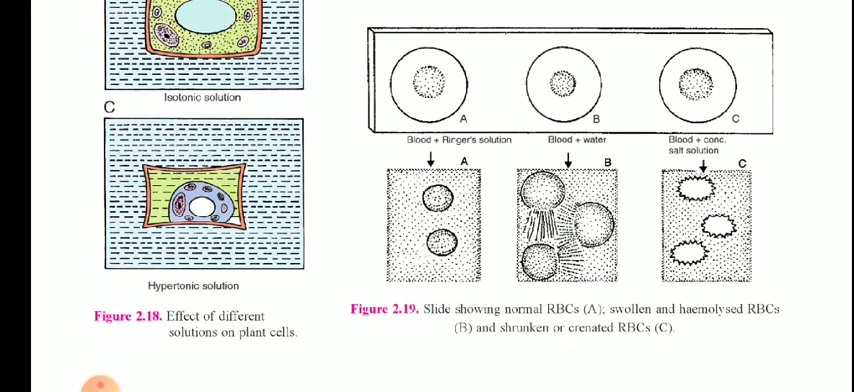 Isotonic solution
C
Hypertonic solution
Figure 2.18. Effect of different
solutions on plant cells.
A
B
C
Blood + Ringer's solution
Blood + water
Blood + conc.
salt solution
A
B
C
Figure 2.19. Slide showing normal RBCs (A); swollen and haemolysed RBCs
(B) and shrunken or crenated RBCs (C).